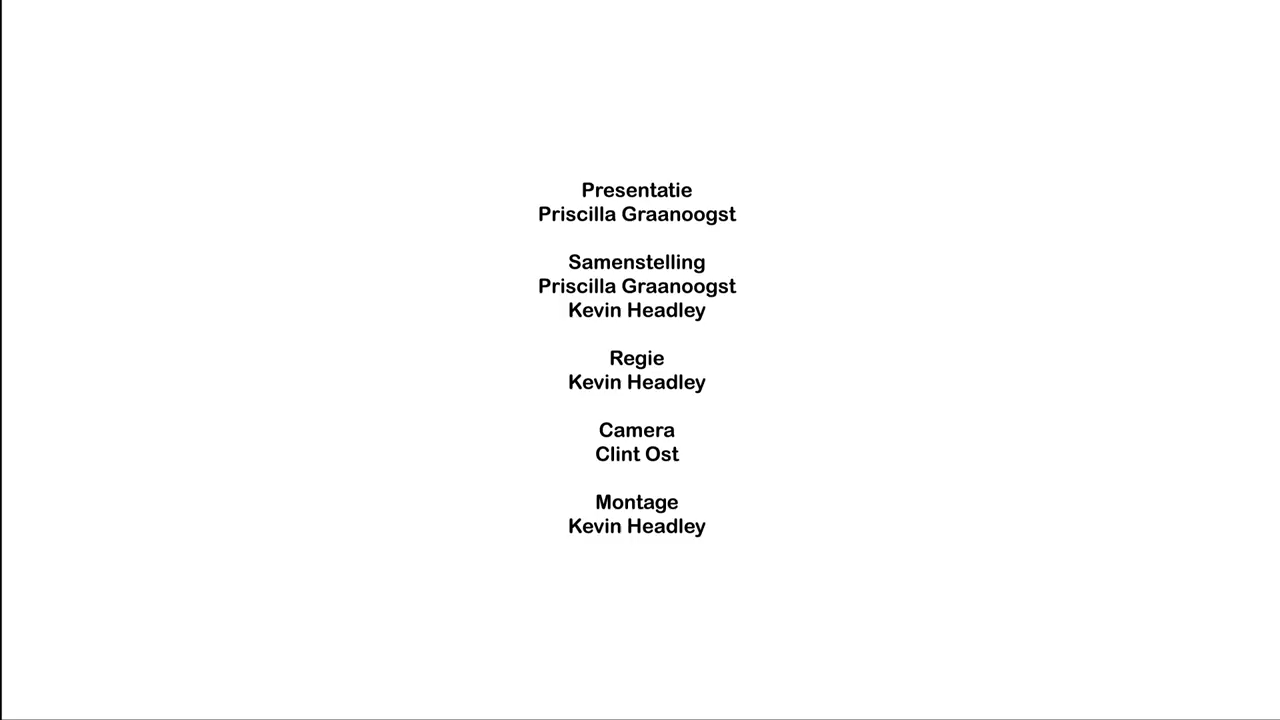 Presentatie
Priscilla Graanoogst
Samenstelling
Priscilla Graanoogst
Kevin Headley
Regie
Kevin Headley
Camera
Clint Ost
Montage
Kevin Headley